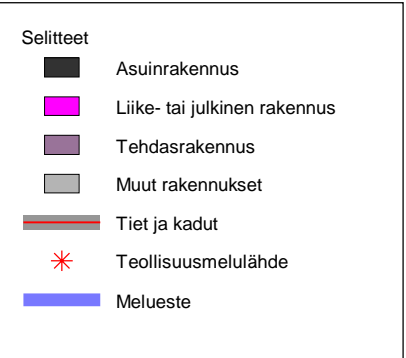 Selitteet
Asuinrakennus
Liike- tai julkinen rakennus
Tehdasrakennus
Muut rakennukset
Tiet ja kadut
Teollisuusmelulähde
Melueste